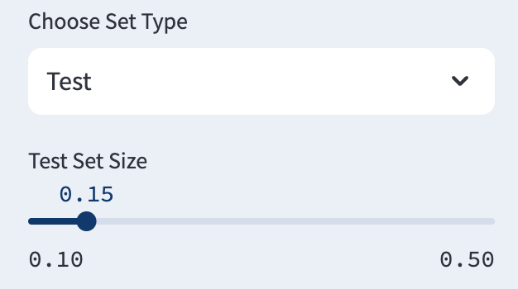 Choose Set Type
Test
Test Set Size
0.15
0.10 0.50